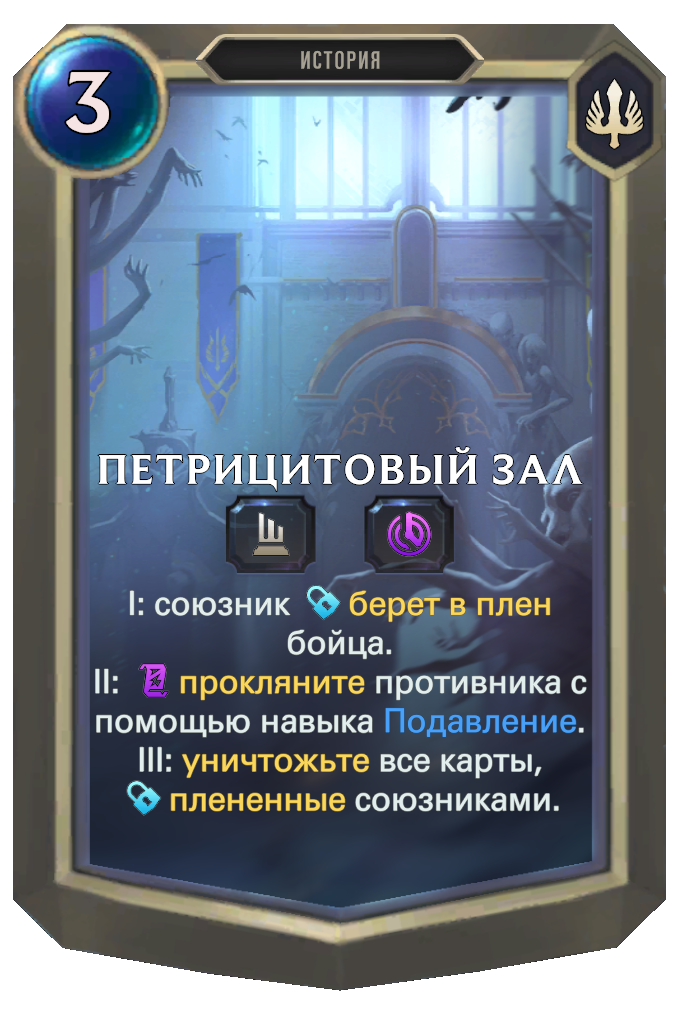 3
ИСТОРИЯ
ПЕТРИЦИТОВЫЙ ЗАЛ
I: союзник берет в плен
бойца.
II: прокляните противника с
помощью навыка Подавление.
III: уничтожьте все карты,
плененные союзниками.